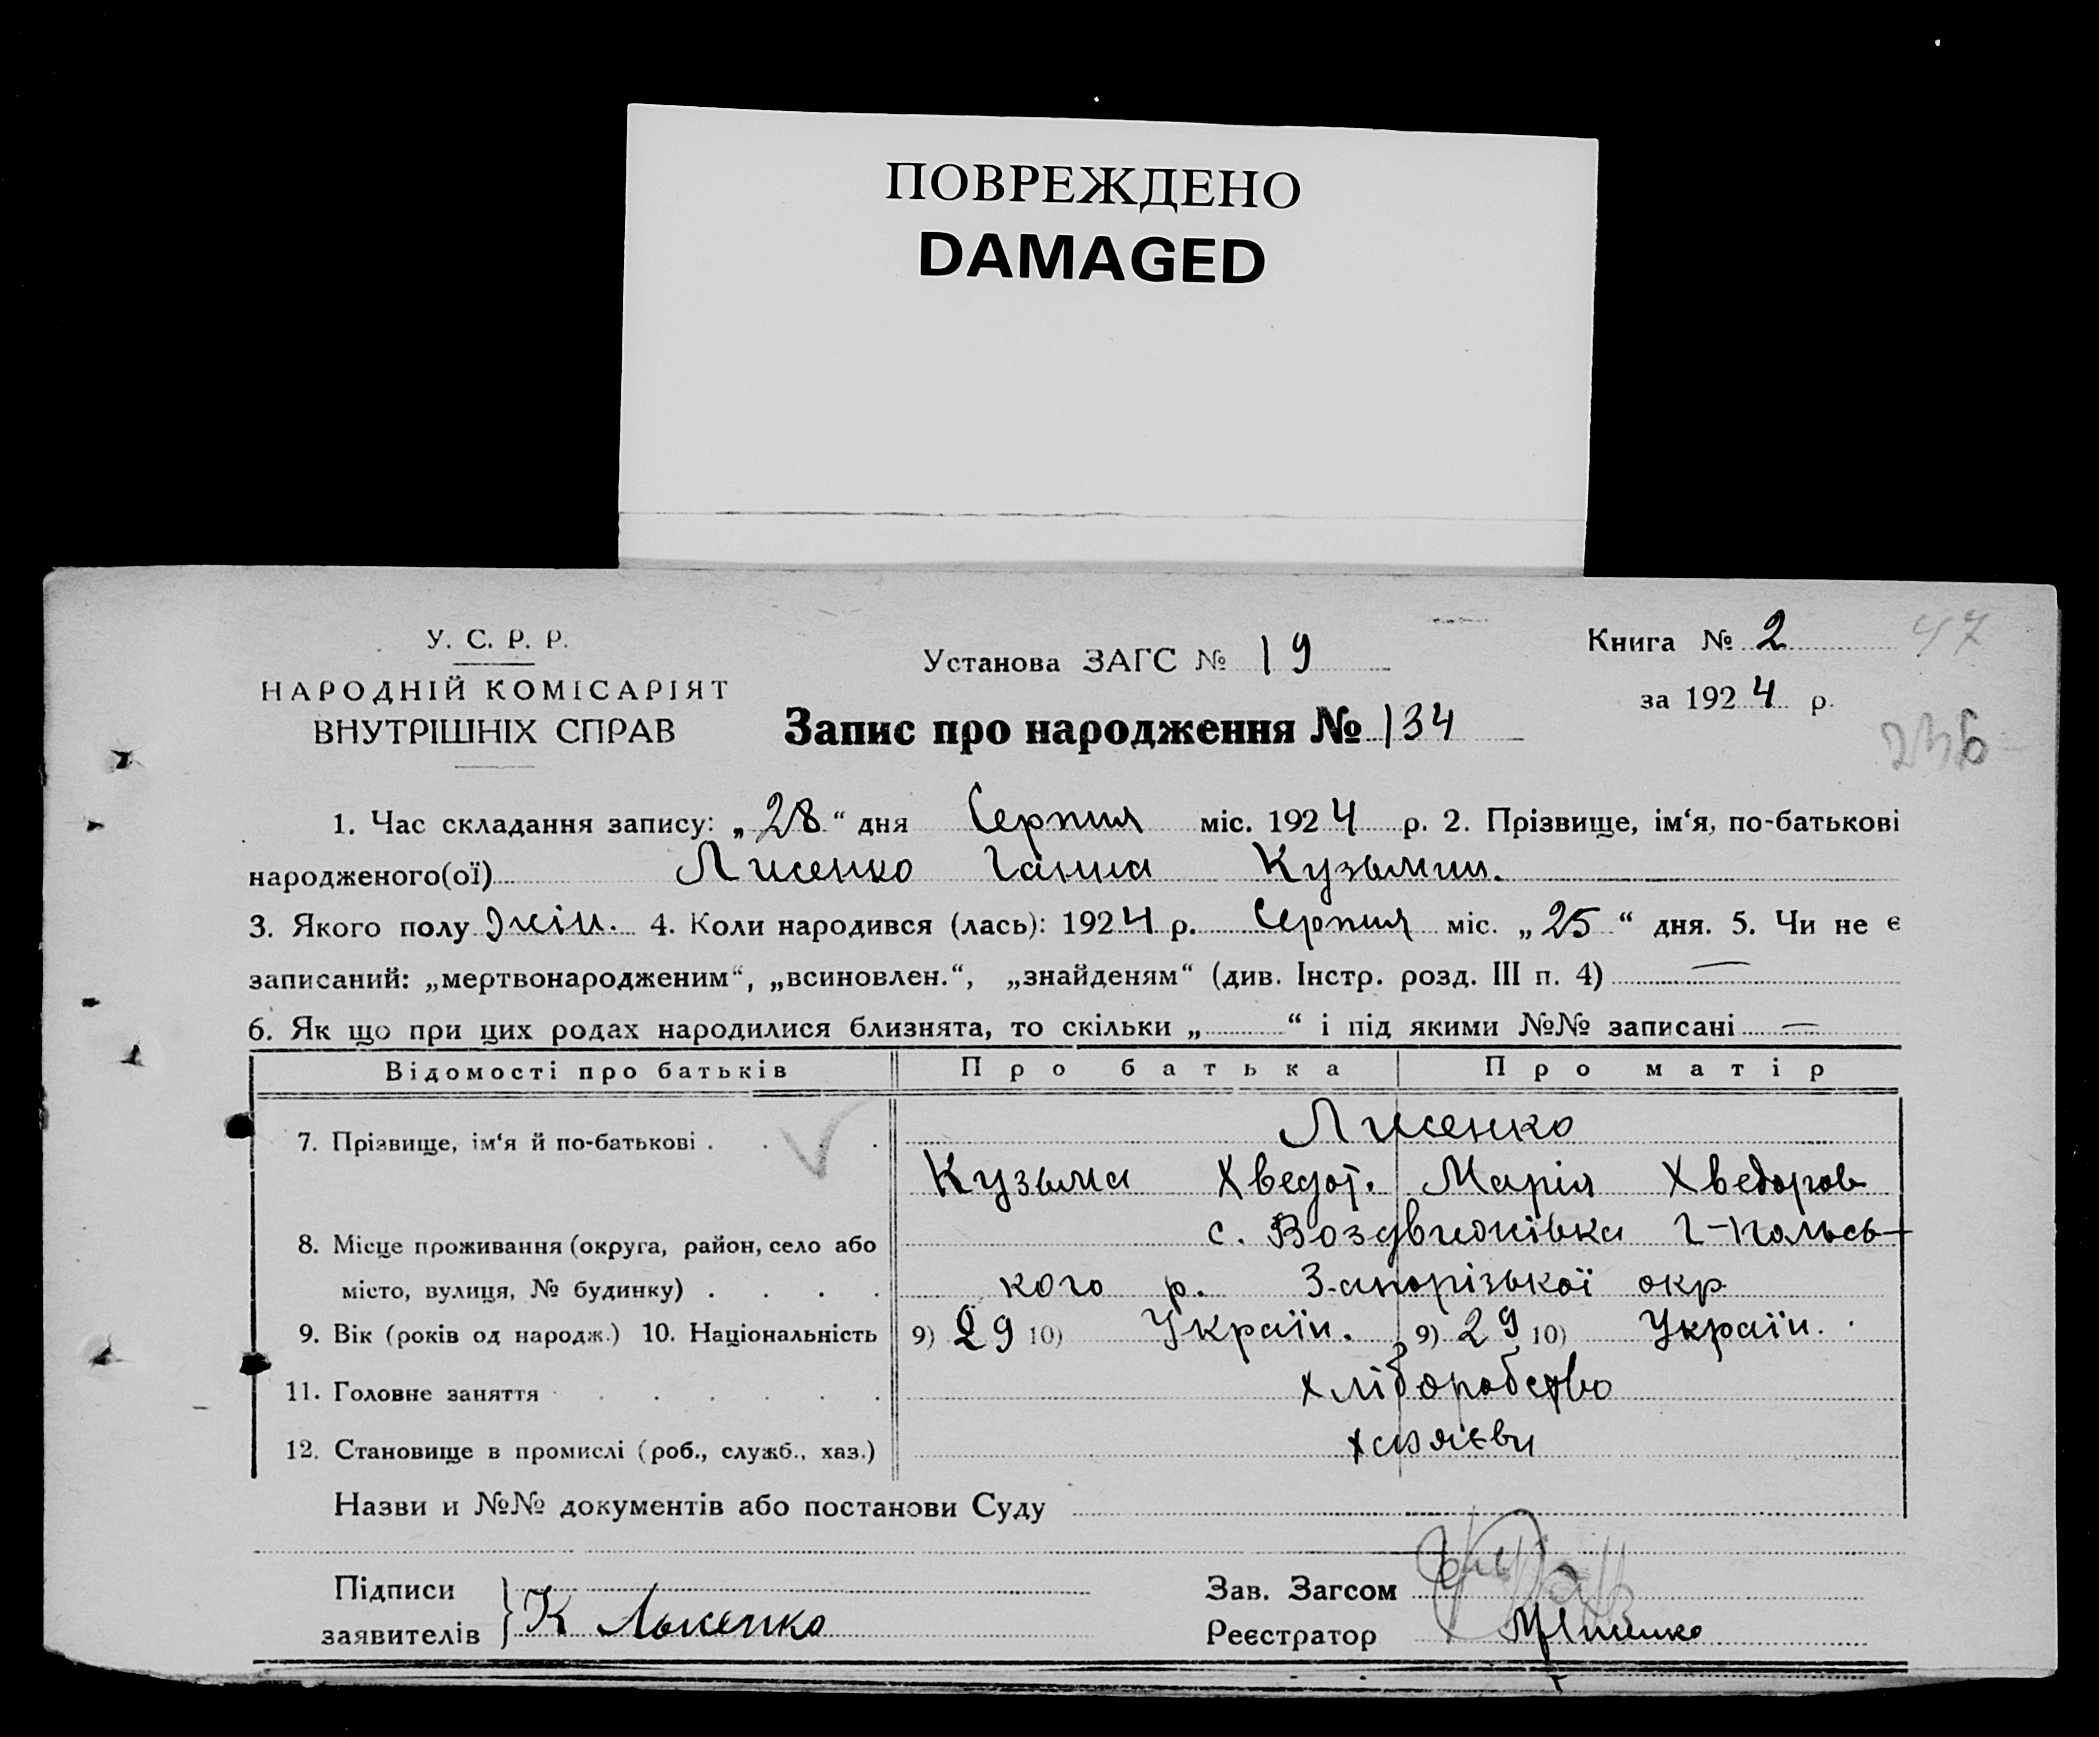 ПОВРЕЖДЕНО
DAMAGED
У. С. Р. Р.
НАРОДНІЙ КОМІСАРІЯТ
ВНУТРІШНІХ СПРАВ
Установа ЗАГС № 19
Запис про народження № 134
Книга № 2
за 1924 р.
47
236
1. Час складання запису: „28“ дня Серпня міс. 1924 р. 2. Прізвище, ім‘я, по-батькові
народженого(ої) Лисенко Ганна Кузьмин.
3. Якого полу Жін. 4. Коли народився (лась): 1924 р. Серпня міс. „25“ дня. 5. Чи не є
записаний: „мертвонародженим“, „всиновлен.“, „знайденям“ (див. Інстр. розд. III п. 4) —
6. Як що при цих родах народилися близнята, то скільки „ “ і під якими №№ записані —
Відомості про батьків Про батька Про матір
7. Прізвище, ім‘я й по-батькові . . . . Лисенко
Кузьма Хведот. Марія Хведоров
8. Місце проживання (округа, район, село або с. Воздвижнівка Г-польсь-
місто, вулиця, № будинку) . . . . кого р. Запорізької окр.
9. Вік (років од народж.) 10. Національність 9) 29 10) Україн. 9) 29 10) Україн.
11. Головне заняття . . . . . . хліборобство
12. Становище в промислі (роб., служб., хаз.) хазяєви
Назви и №№ документів або постанови Суду
Підписи
заявителів } К Лысенко
Зав. Загсом
Реєстратор